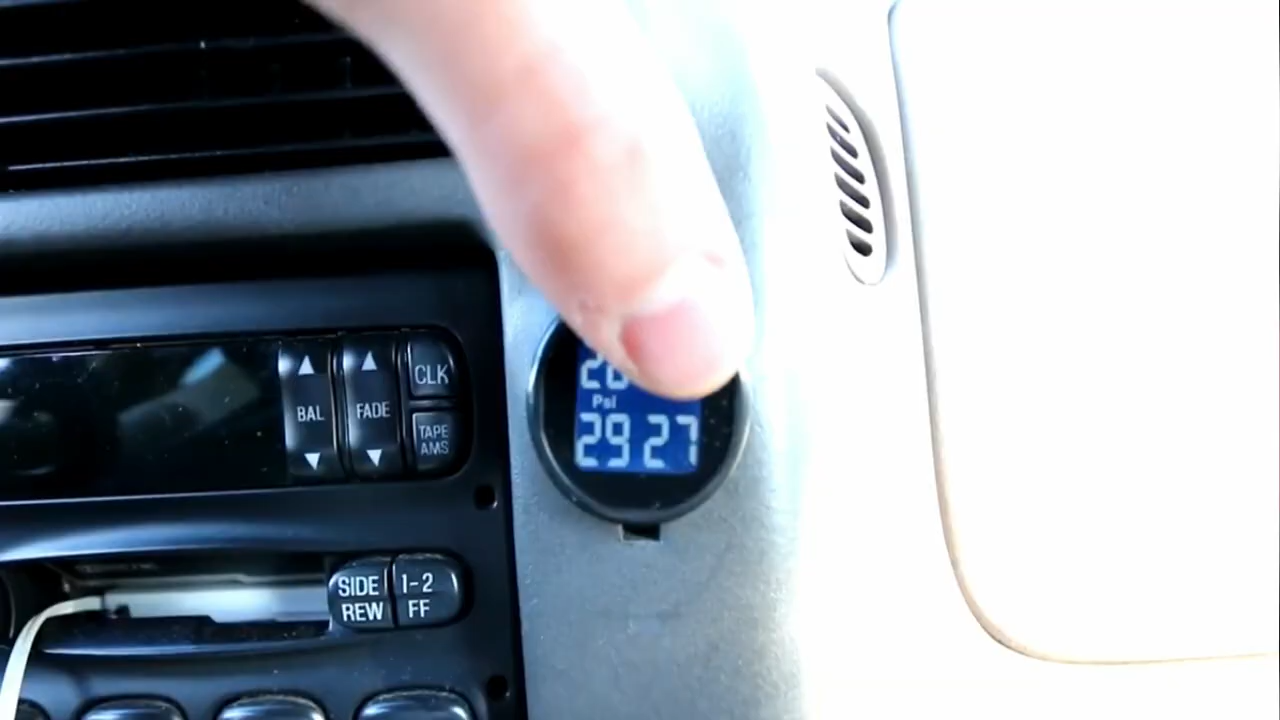 ▲ ▲ CLK
BAL FADE
▼ ▼ TAPE
AMS
Psi
29 27
SIDE 1-2
REW FF